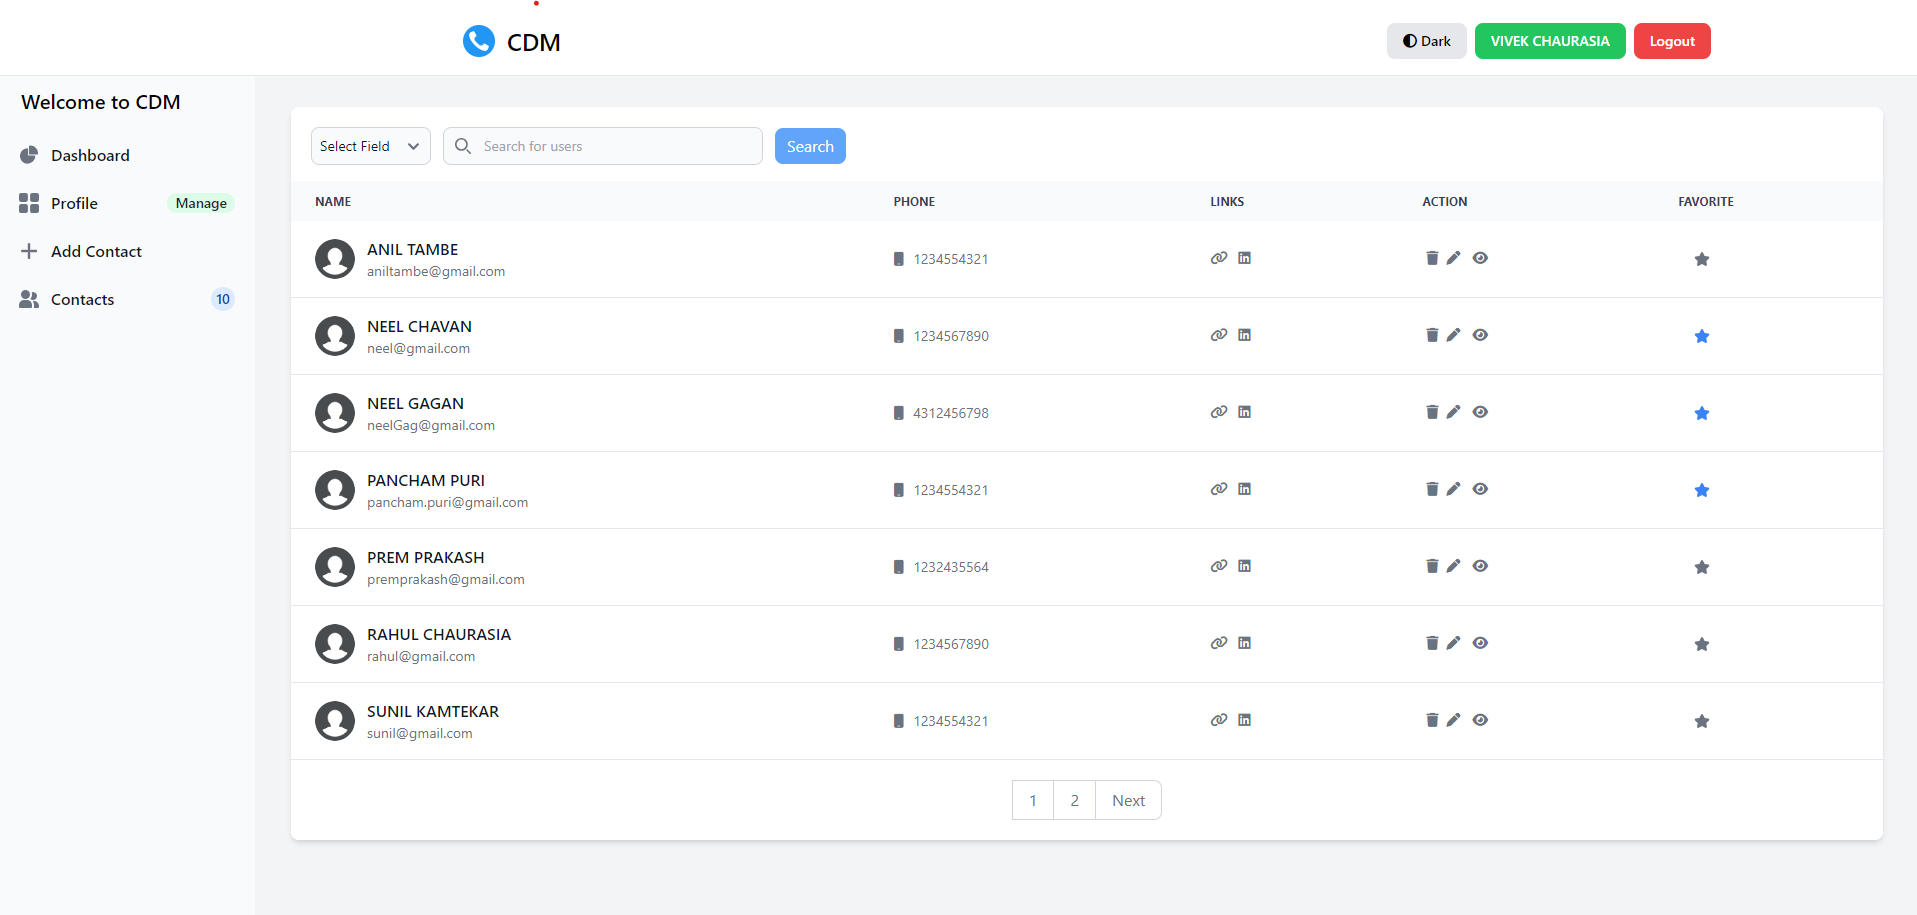 CDM
Dark
VIVEK CHAURASIA
Logout
Welcome to CDM
Dashboard
Profile
Manage
Add Contact
Contacts
10
Select Field
Search for users
Search
NAME PHONE LINKS ACTION FAVORITE
ANIL TAMBE
aniltambe@gmail.com
1234554321
NEEL CHAVAN
neel@gmail.com
1234567890
NEEL GAGAN
neelGag@gmail.com
4312456798
PANCHAM PURI
pancham.puri@gmail.com
1234554321
PREM PRAKASH
premprakash@gmail.com
1232435564
RAHUL CHAURASIA
rahul@gmail.com
1234567890
SUNIL KAMTEKAR
sunil@gmail.com
1234554321
1 2 Next